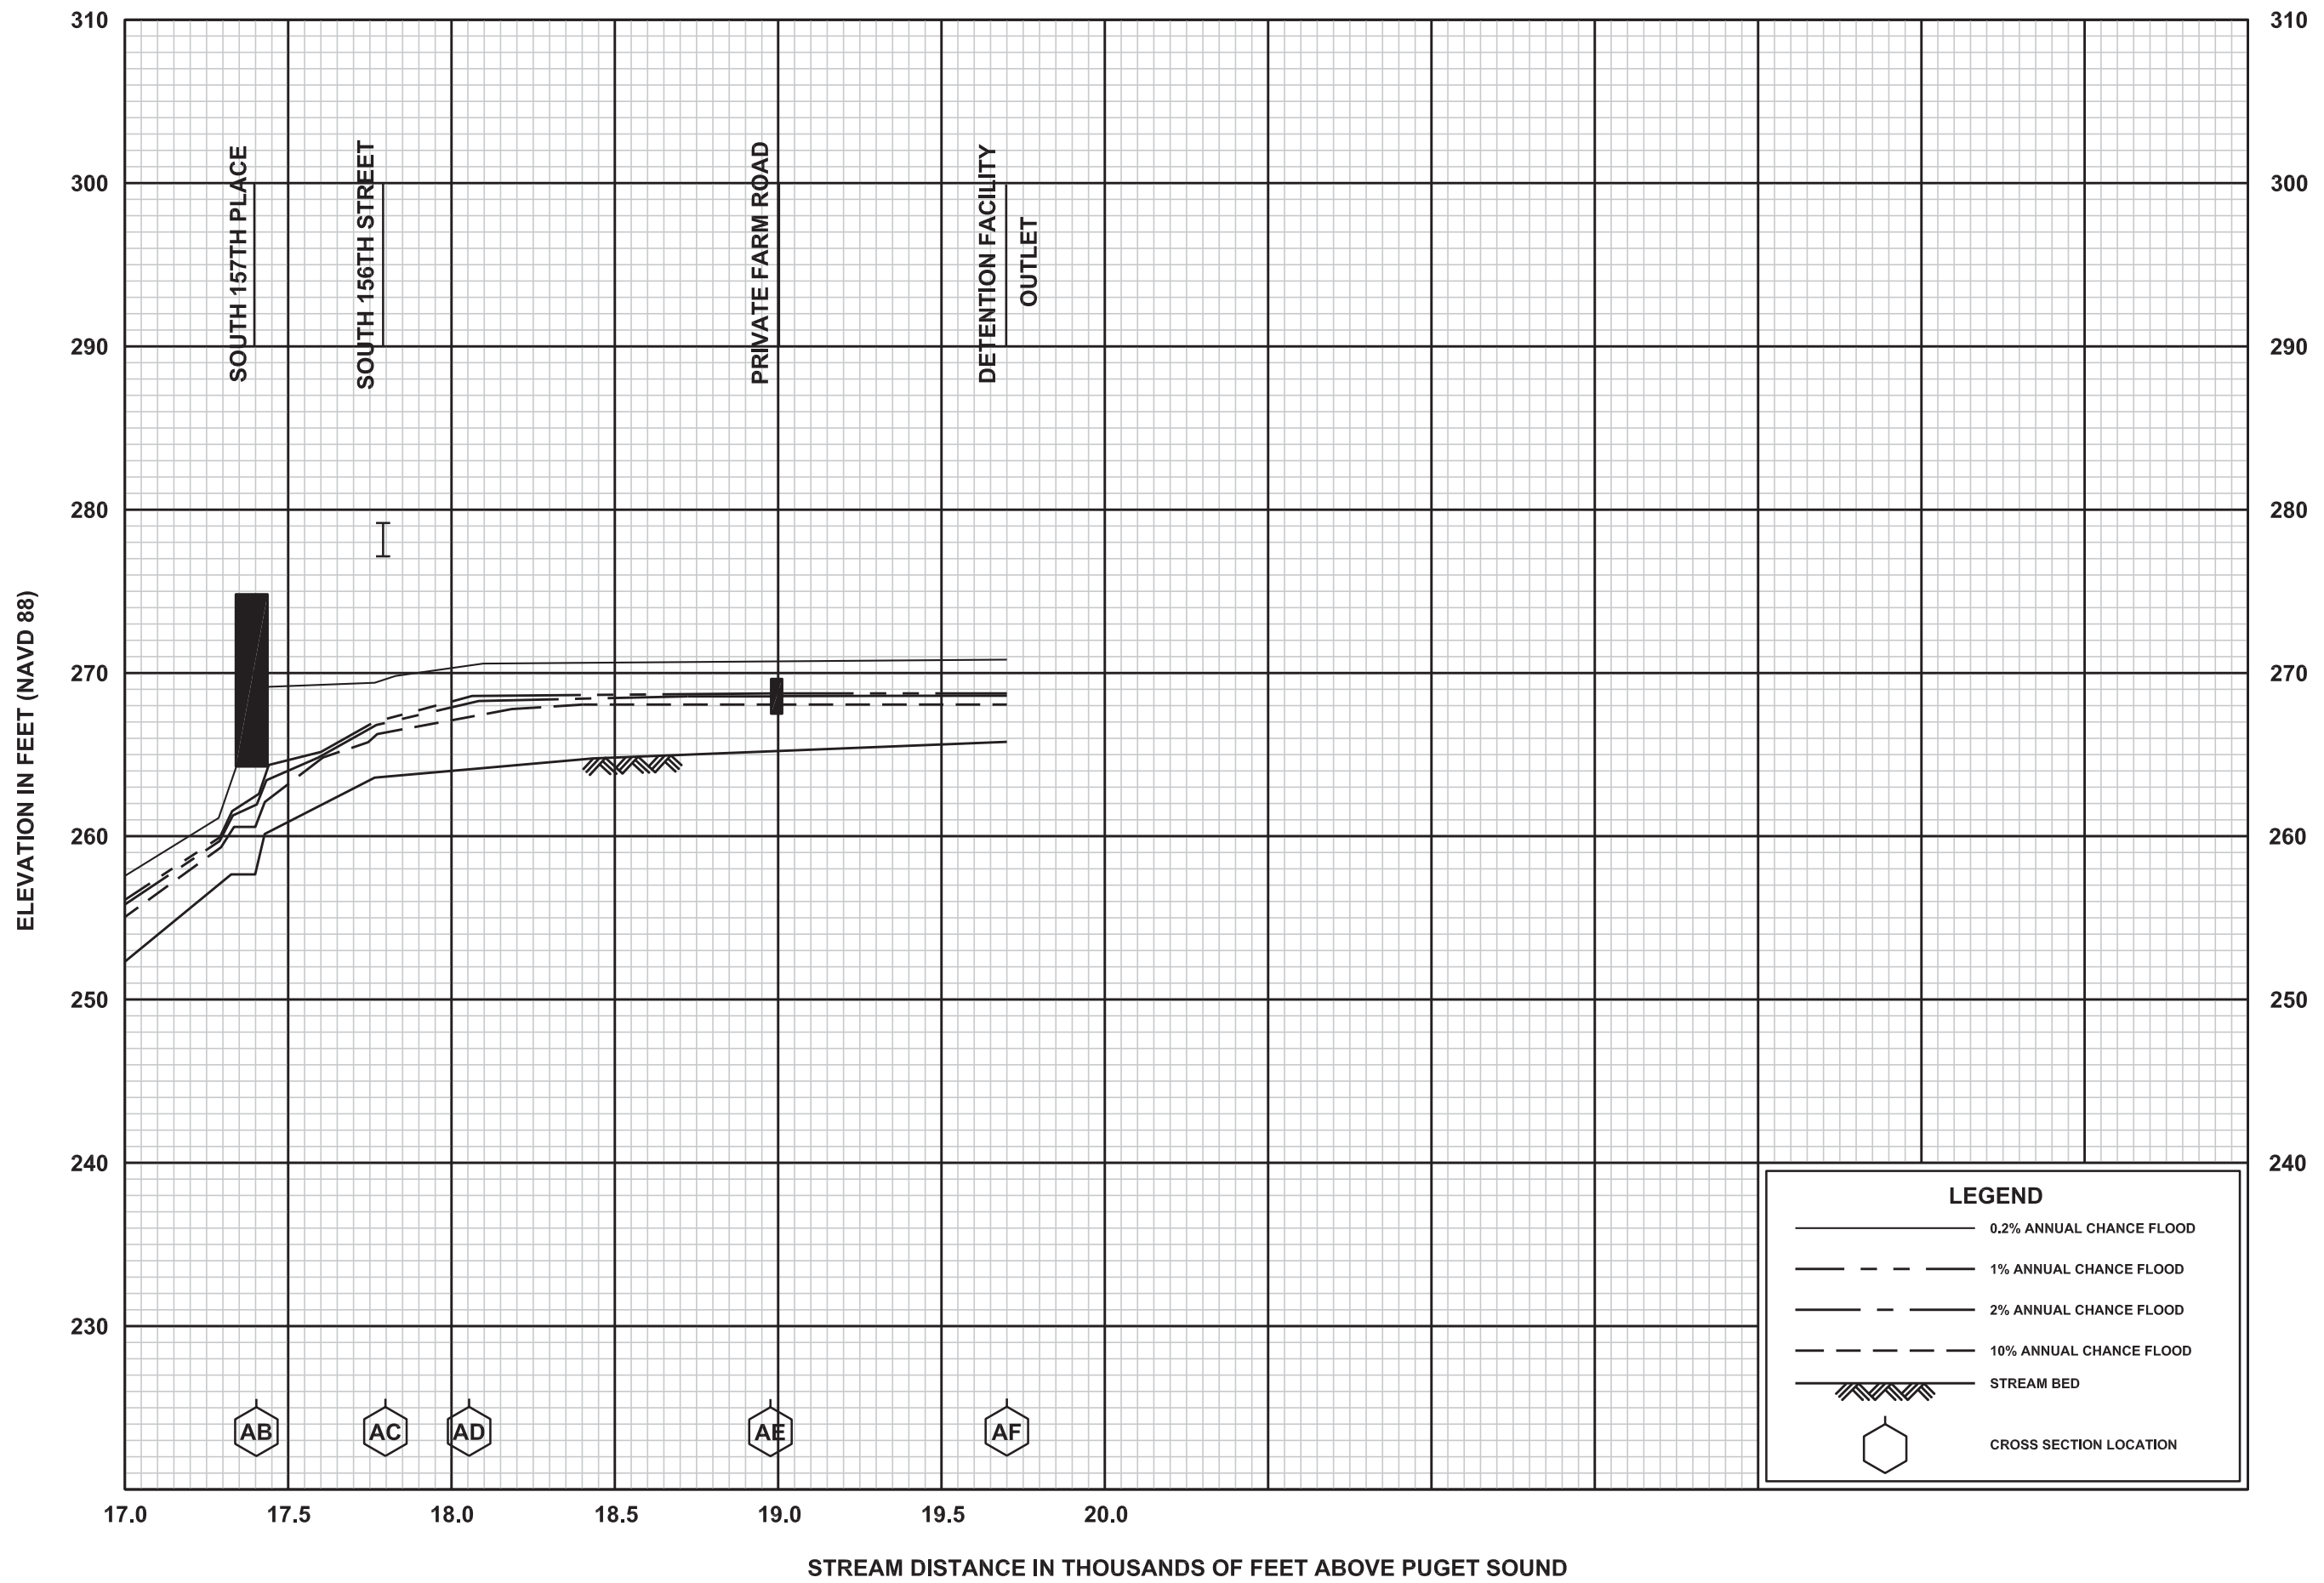 310
300
290
280
270
260
250
240
230
310
300
290
280
270
260
250
240
ELEVATION IN FEET (NAVD 88)
SOUTH 157TH PLACE
SOUTH 156TH STREET
PRIVATE FARM ROAD
DETENTION FACILITY
OUTLET
AB
AC
AD
AE
AF
LEGEND
0.2% ANNUAL CHANCE FLOOD
1% ANNUAL CHANCE FLOOD
2% ANNUAL CHANCE FLOOD
10% ANNUAL CHANCE FLOOD
STREAM BED
CROSS SECTION LOCATION
17.0 17.5 18.0 18.5 19.0 19.5 20.0
STREAM DISTANCE IN THOUSANDS OF FEET ABOVE PUGET SOUND